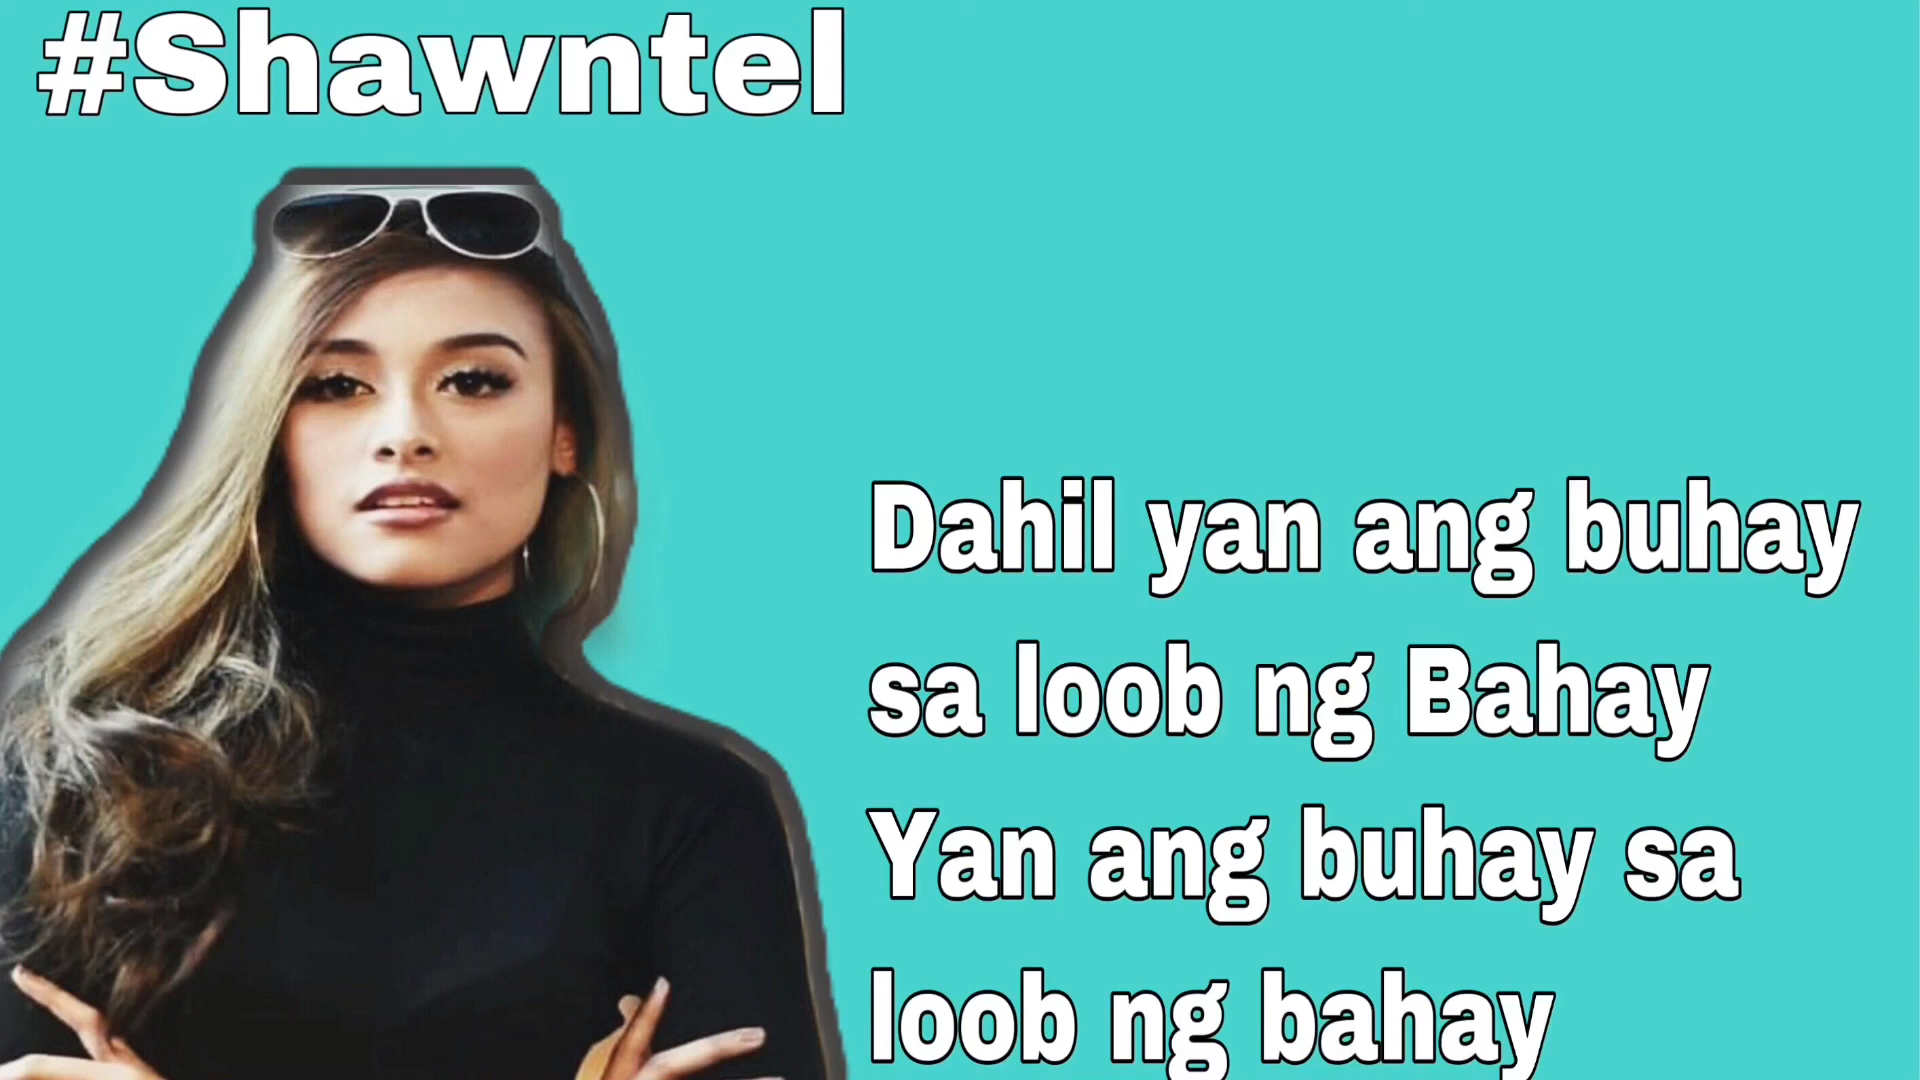 #Shawntel
Dahil yan ang buhay
sa loob ng Bahay
Yan ang buhay sa
loob ng bahay